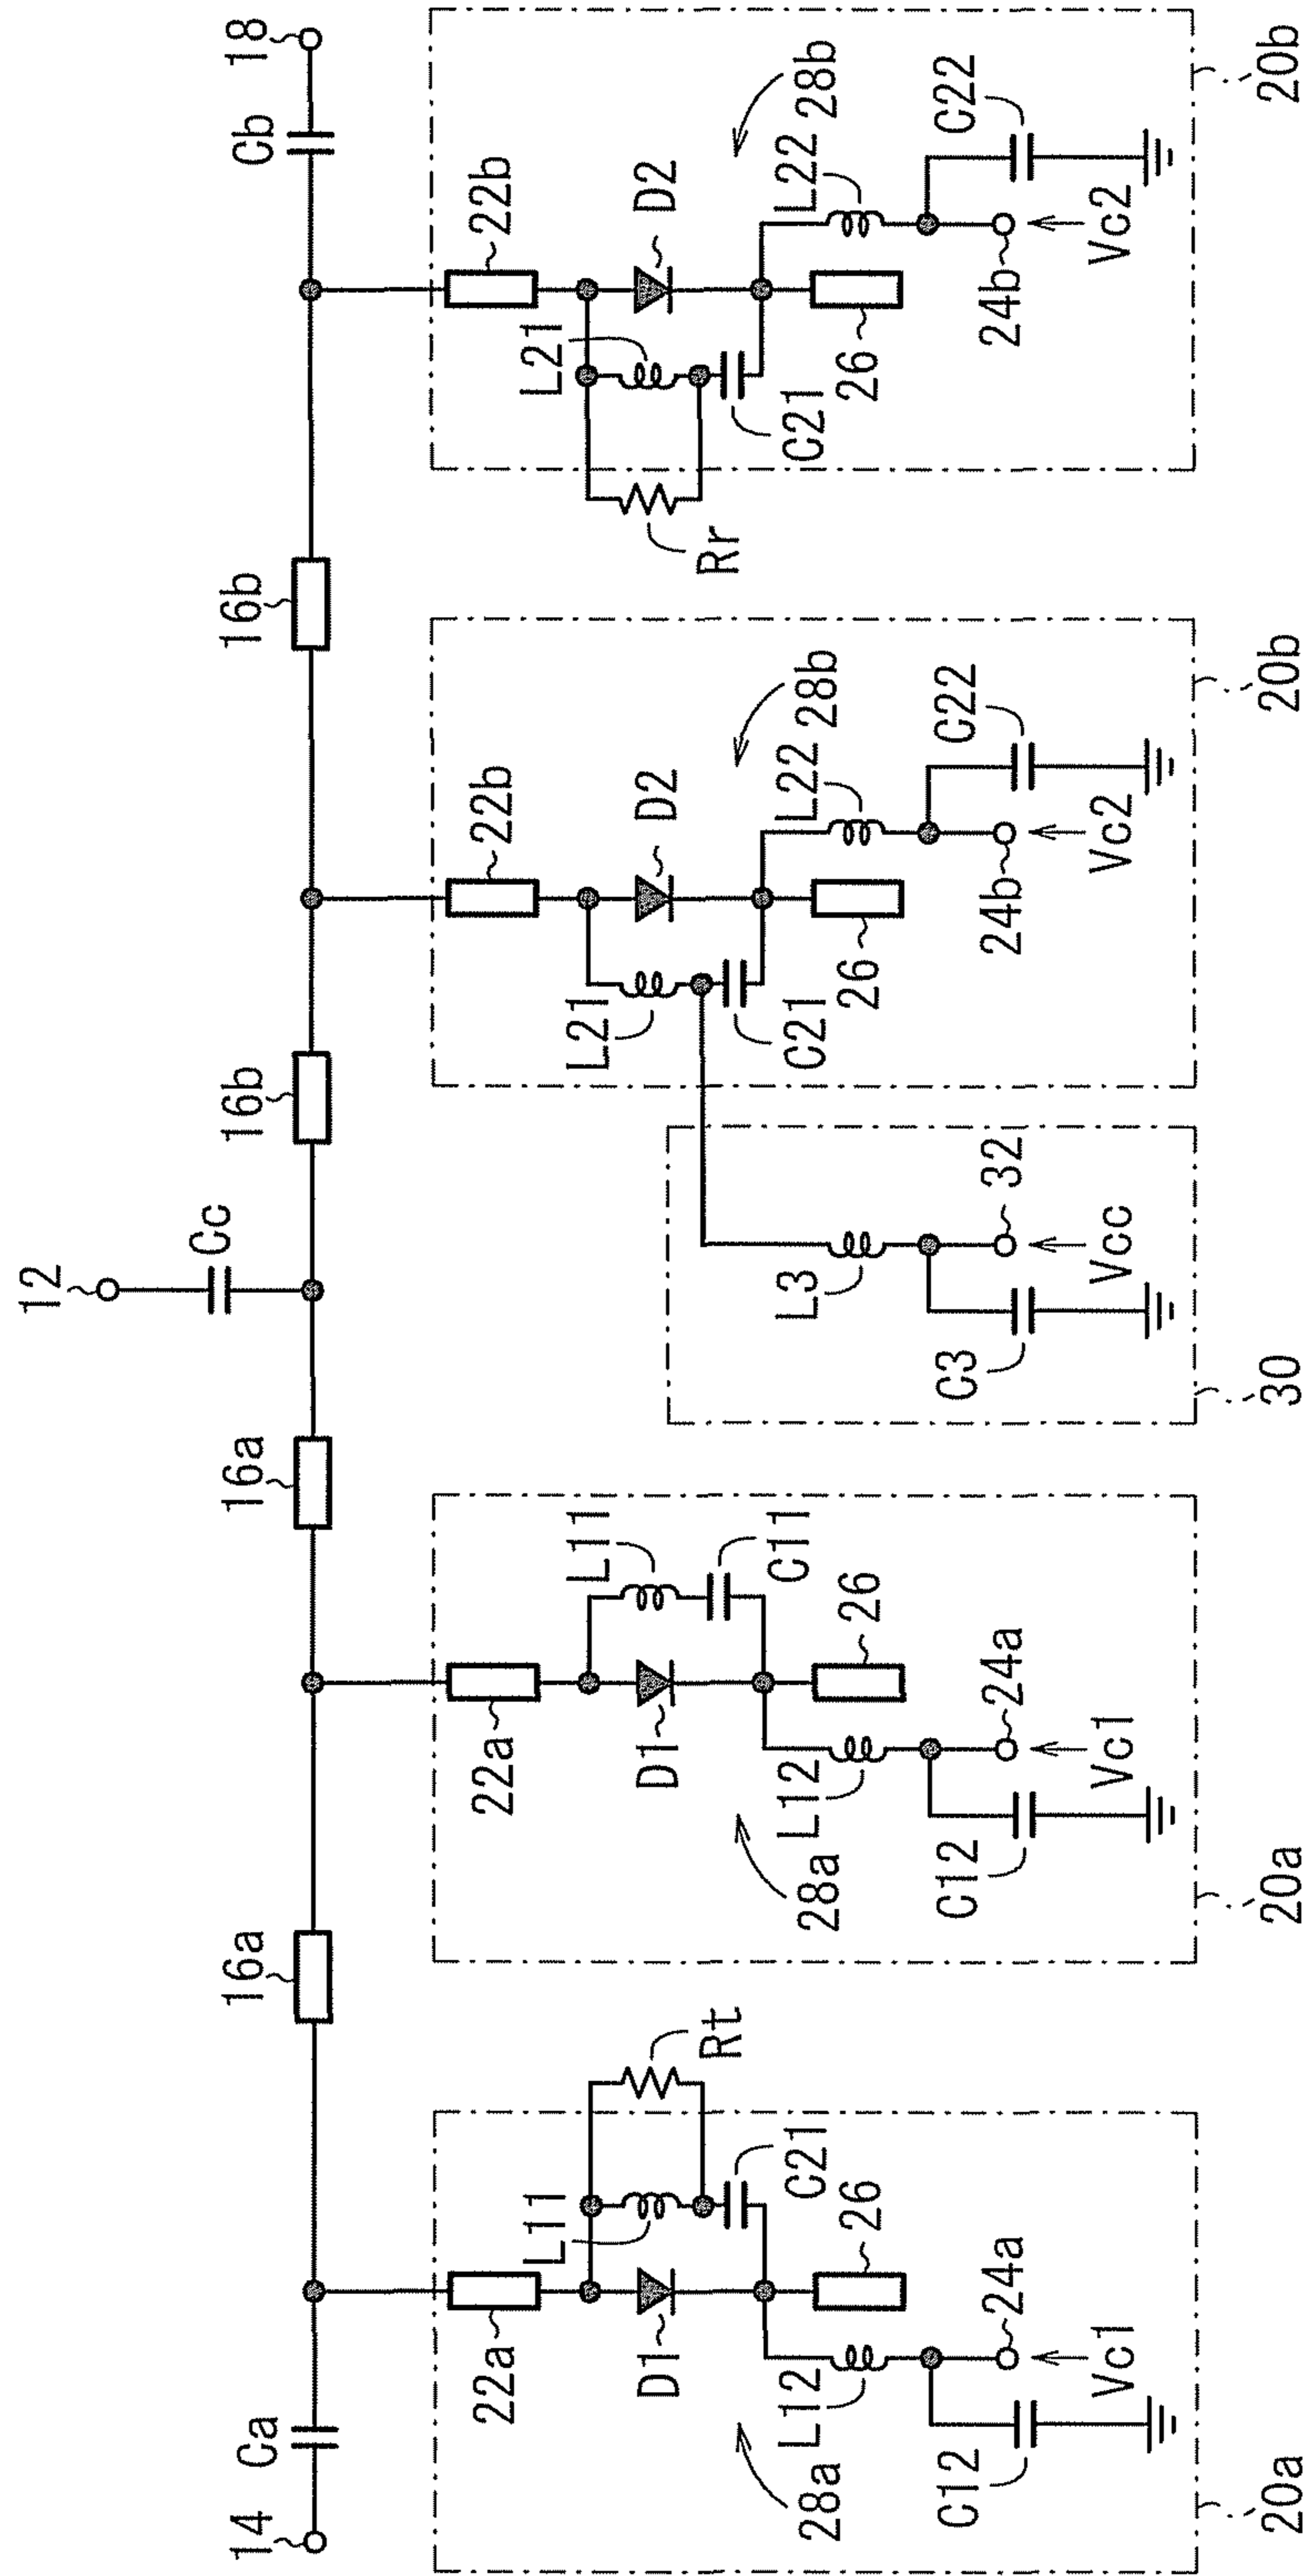 12
Cc
14
Ca
16a
16a
16b
16b
Cb
18
22a
L11
Rt
D1
C21
28a
L12
26
C12
24a
Vc1
20a
22a
L11
D1
C11
28a
L12
26
C12
24a
Vc1
20a
L3
C3
32
Vcc
30
22b
L21
D2
C21
28b
26
L22
24b
C22
Vc2
20b
22b
L21
D2
Rr
C21
28b
26
L22
24b
C22
Vc2
20b